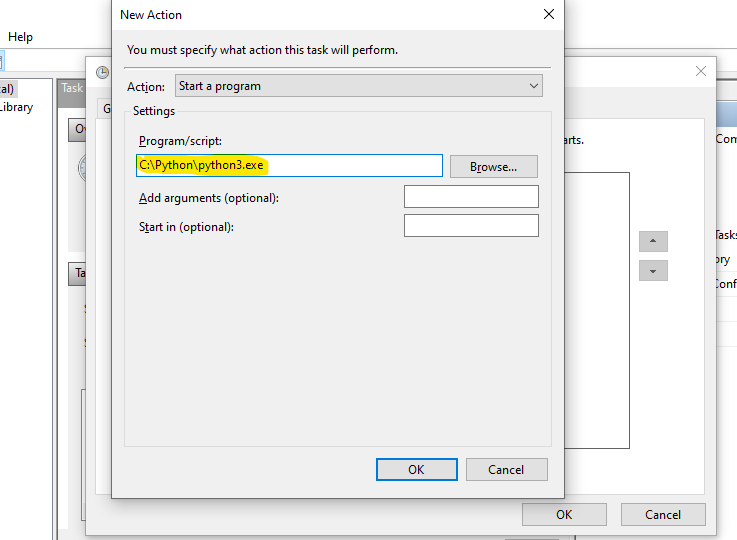 New Action
Help
You must specify what action this task will perform.
al)
Task
Action:
Start a program
Library
G
Settings
Com
Ov
Program/script:
arts.
C:\Python\python3.exe
Browse...
Add arguments (optional):
Start in (optional):
Tasks
Ta
ory
Conf
OK
Cancel
OK
Cancel